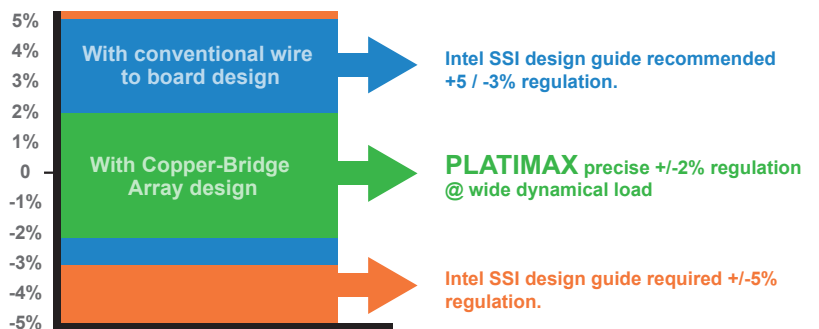 5%
4%
3%
2%
1%
0
-1%
-2%
-3%
-4%
-5%
With conventional wire
to board design
With Copper-Bridge
Array design
Intel SSI design guide recommended
+5 / -3% regulation.
PLATIMAX precise +/-2% regulation
@ wide dynamical load
Intel SSI design guide required +/-5%
regulation.